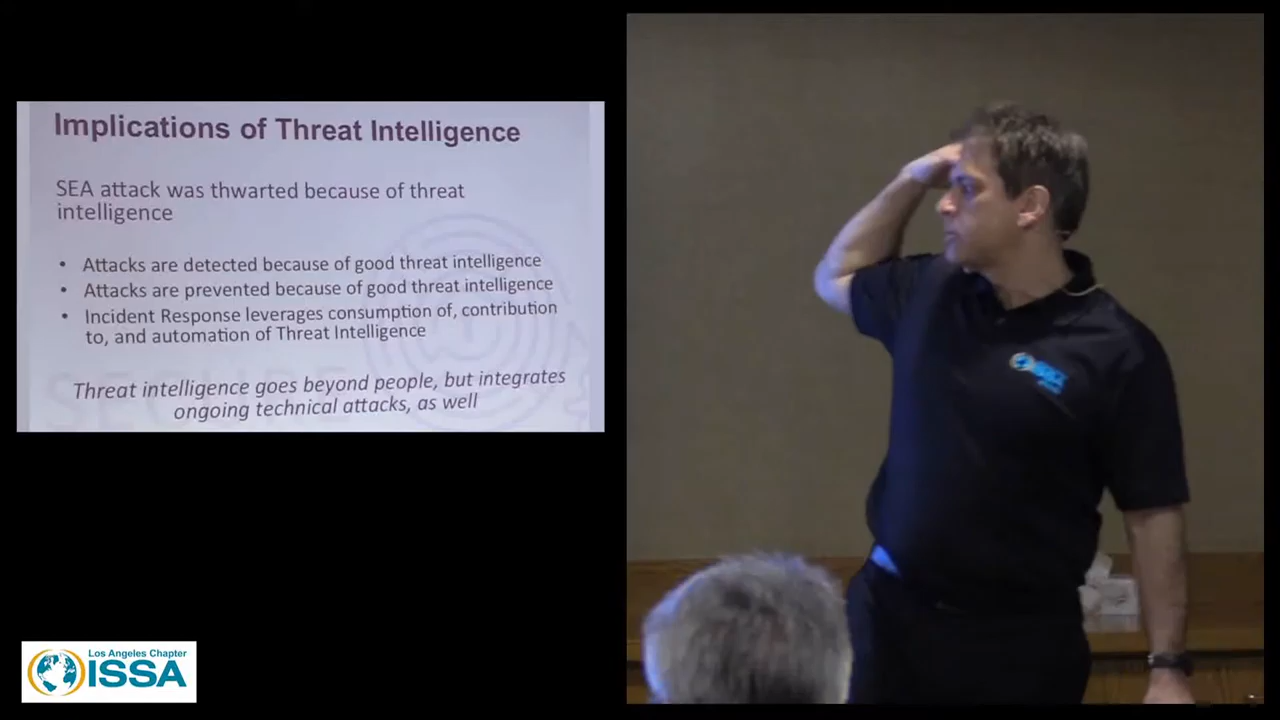 Implications of Threat Intelligence
SEA attack was thwarted because of threat
intelligence
• Attacks are detected because of good threat intelligence
• Attacks are prevented because of good threat intelligence
• Incident Response leverages consumption of, contribution
to, and automation of Threat Intelligence
Threat intelligence goes beyond people, but integrates
ongoing technical attacks, as well
Los Angeles Chapter
ISSA
ISSA